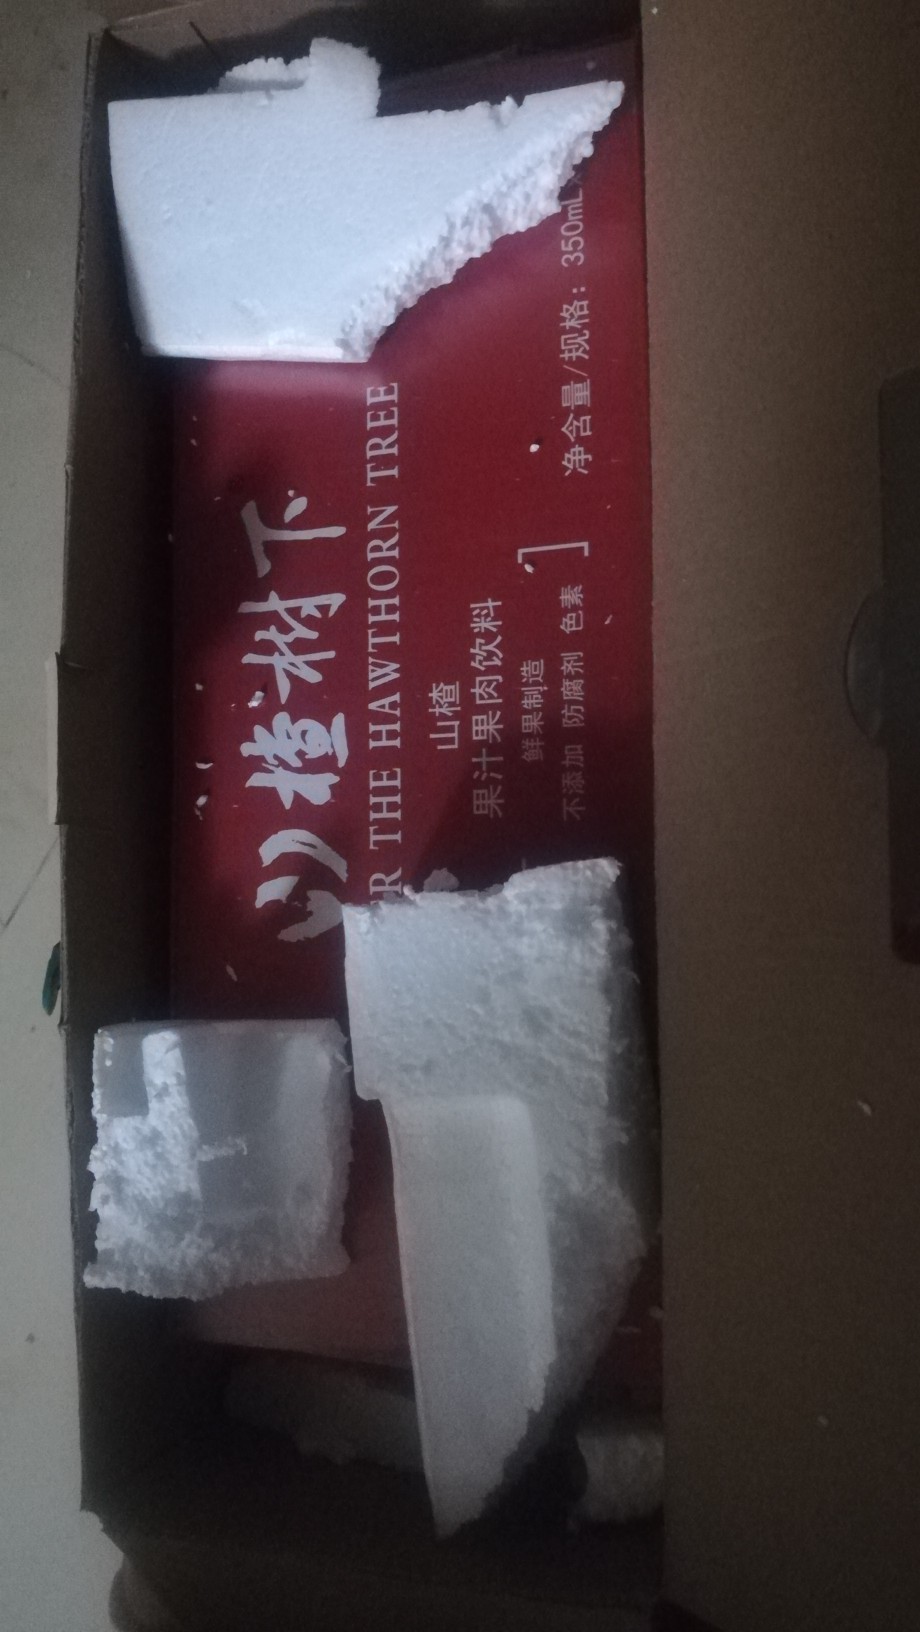 山楂树下
R THE HAWTHORN TREE
山楂
果汁果肉饮料
鲜果制造
不添加 防腐剂 色素 ]
净含量/规格: 350mL